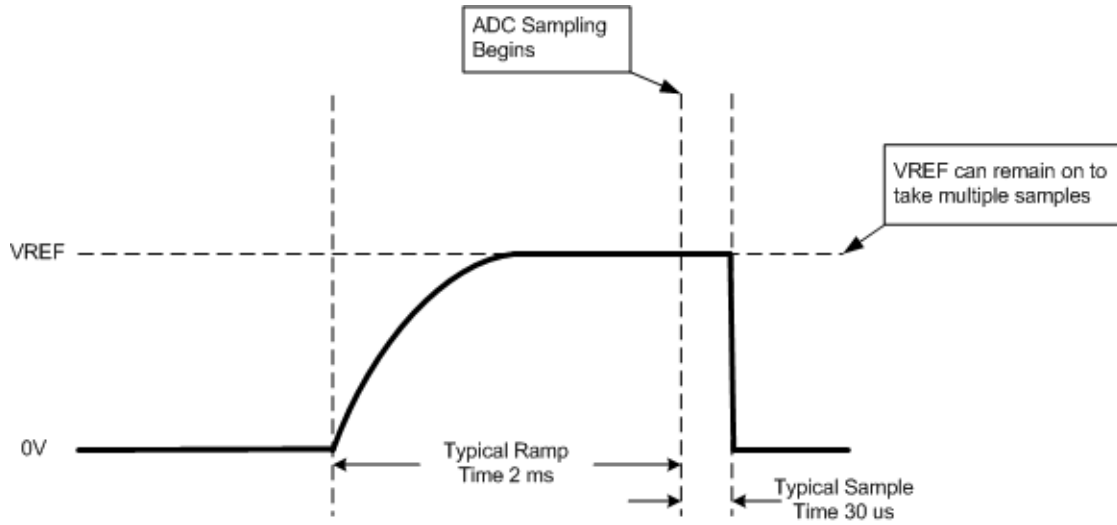 ADC Sampling
Begins
VREF can remain on to
take multiple samples
VREF
0V
Typical Ramp
Time 2 ms
Typical Sample
Time 30 us